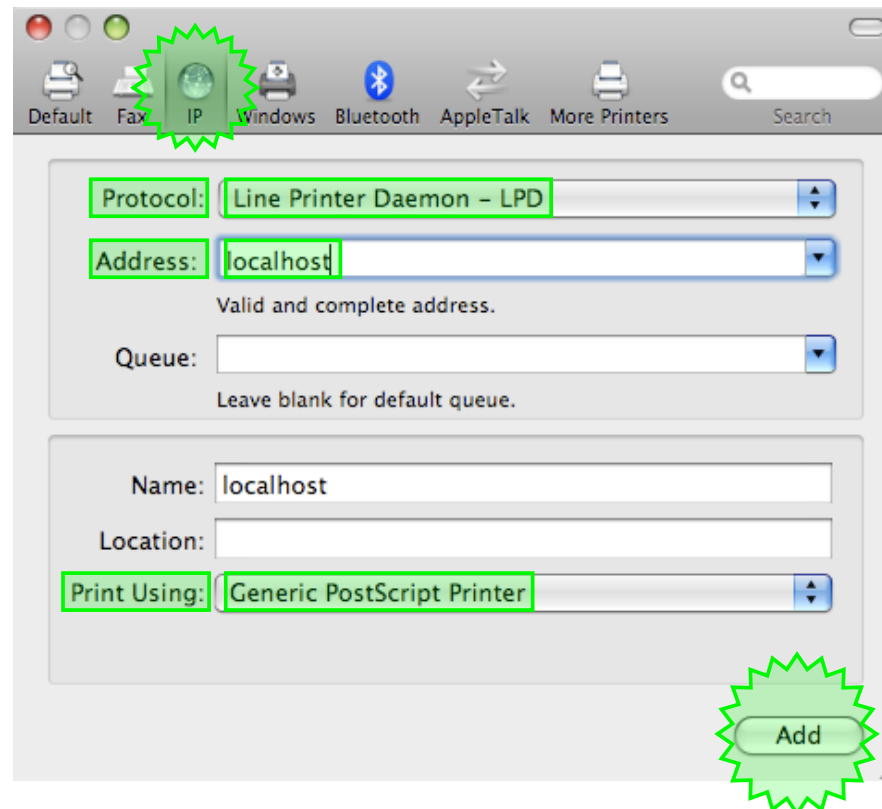 Default Fax IP Windows Bluetooth AppleTalk More Printers Search
Protocol: Line Printer Daemon – LPD
Address: localhost
Valid and complete address.
Queue:
Leave blank for default queue.
Name: localhost
Location:
Print Using: Generic PostScript Printer
Add